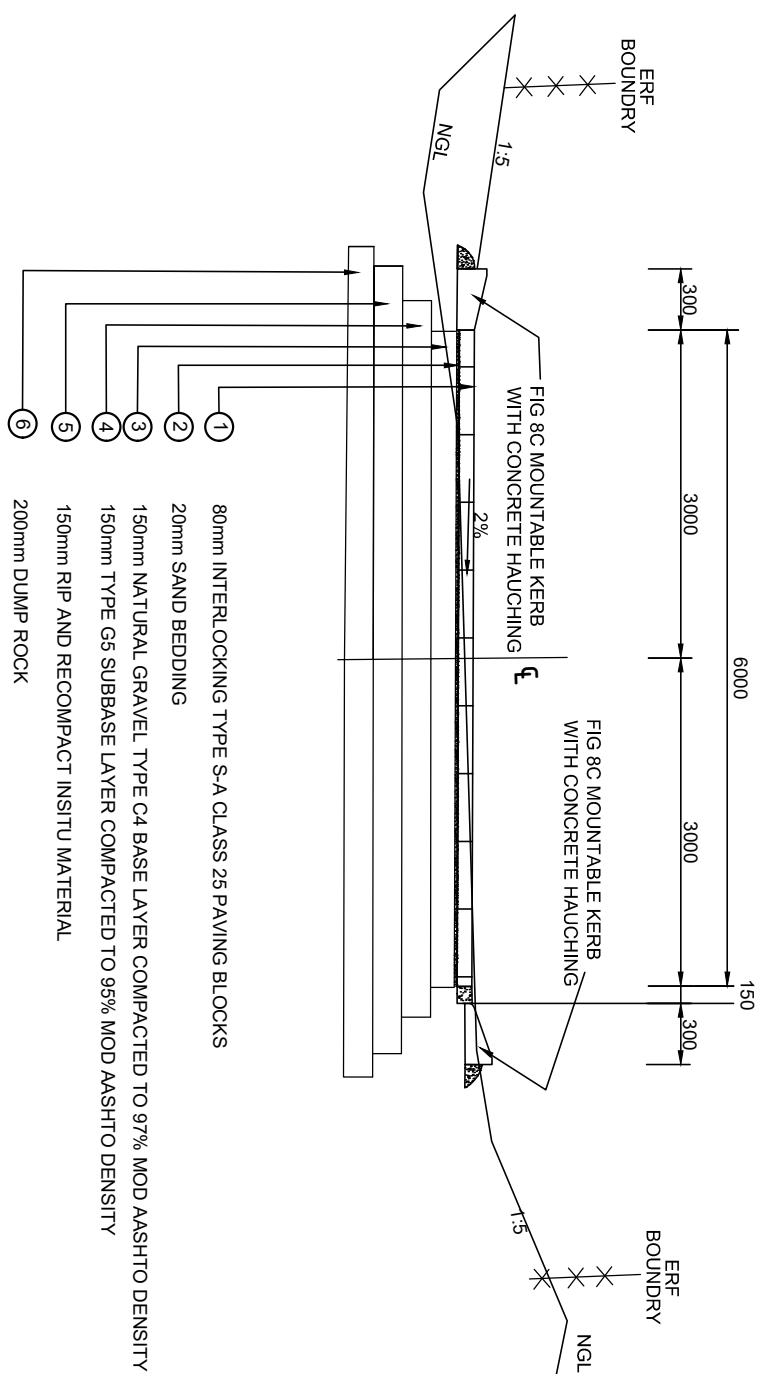 ERF
BOUNDRY
ERF
BOUNDRY
6000
150
300
3000
3000
300
FIG 8C MOUNTABLE KERB
WITH CONCRETE HAUCHING
FIG 8C MOUNTABLE KERB
WITH CONCRETE HAUCHING
℄
1:5
NGL
2%
1:5
NGL
1 80mm INTERLOCKING TYPE S-A CLASS 25 PAVING BLOCKS
2 20mm SAND BEDDING
3 150mm NATURAL GRAVEL TYPE C4 BASE LAYER COMPACTED TO 97% MOD AASHTO DENSITY
4 150mm TYPE G5 SUBBASE LAYER COMPACTED TO 95% MOD AASHTO DENSITY
5 150mm RIP AND RECOMPACT INSITU MATERIAL
6 200mm DUMP ROCK